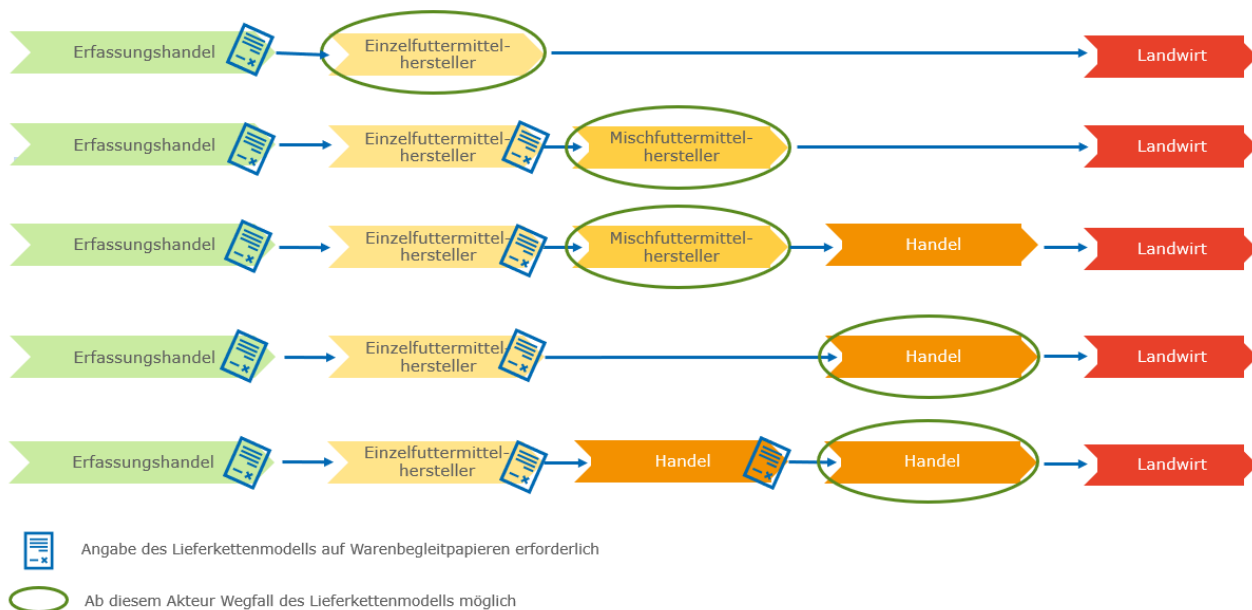 Erfassungshandel
Einzelfuttermittel-
hersteller
Landwirt
Erfassungshandel
Einzelfuttermittel-
hersteller
Mischfuttermittel-
hersteller
Landwirt
Erfassungshandel
Einzelfuttermittel-
hersteller
Mischfuttermittel-
hersteller
Handel
Landwirt
Erfassungshandel
Einzelfuttermittel-
hersteller
Handel
Landwirt
Erfassungshandel
Einzelfuttermittel-
hersteller
Handel
Handel
Landwirt
Angabe des Lieferkettenmodells auf Warenbegleitpapieren erforderlich
Ab diesem Akteur Wegfall des Lieferkettenmodells möglich